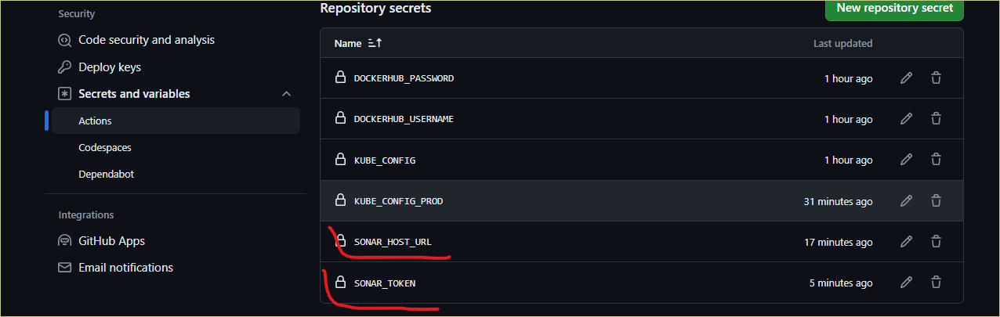 Security
Code security and analysis
Deploy keys
Secrets and variables
Actions
Codespaces
Dependabot
Integrations
GitHub Apps
Email notifications
Repository secrets
New repository secret
Name Last updated
DOCKERHUB_PASSWORD 1 hour ago
DOCKERHUB_USERNAME 1 hour ago
KUBE_CONFIG 1 hour ago
KUBE_CONFIG_PROD 31 minutes ago
SONAR_HOST_URL 17 minutes ago
SONAR_TOKEN 5 minutes ago